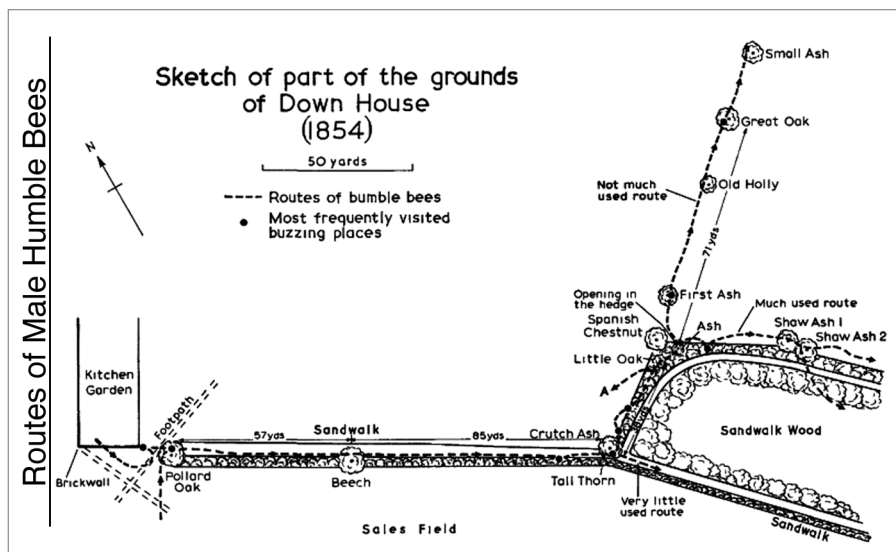 Routes of Male Humble Bees
Sketch of part of the grounds
of Down House
(1854)
50 yards
N
Routes of bumble bees
Most frequently visited
buzzing places
Small Ash
Great Oak
Old Holly
Not much
used route
71yds
First Ash
Opening in
the hedge
Much used route
Spanish
Chestnut
Ash
Shaw Ash 1
Shaw Ash 2
Little Oak
A
Kitchen
Garden
Footpath
Sandwalk
57yds
85yds
Crutch Ash
Sandwalk Wood
Brickwall
Pollard
Oak
Beech
Tall Thorn
Very little
used route
Sandwalk
Sales Field